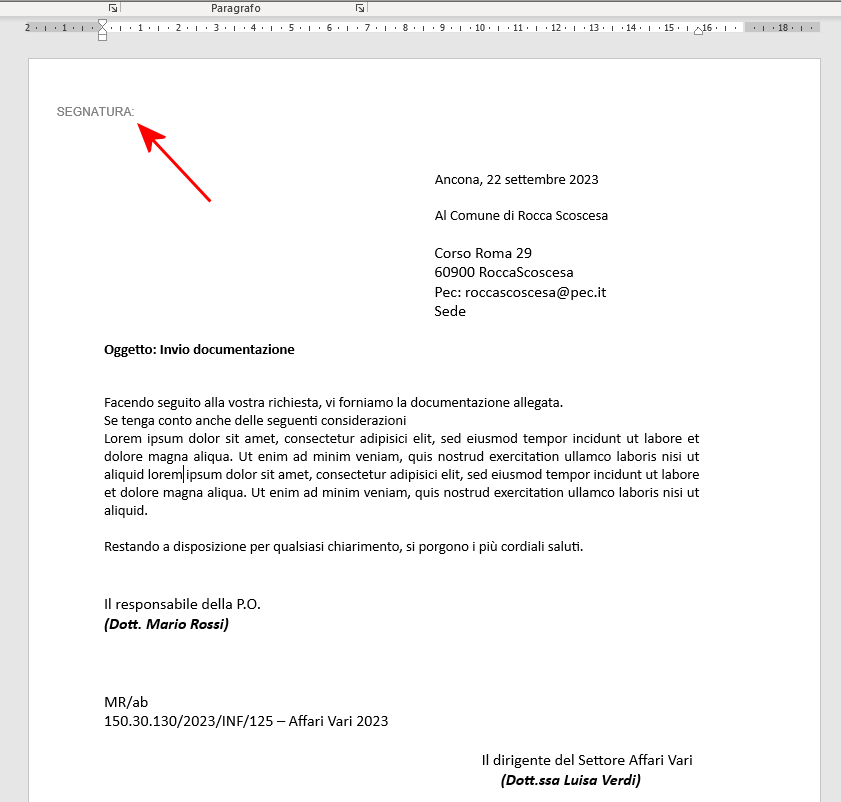 Paragrafo
2 1 1 2 3 4 5 6 7 8 9 10 11 12 13 14 15 16 18
SEGNATURA:
Ancona, 22 settembre 2023
Al Comune di Rocca Scoscesa
Corso Roma 29
60900 RoccaScoscesa
Pec: roccascoscesa@pec.it
Sede
Oggetto: Invio documentazione
Facendo seguito alla vostra richiesta, vi forniamo la documentazione allegata.
Se tenga conto anche delle seguenti considerazioni
Lorem ipsum dolor sit amet, consectetur adipisici elit, sed eiusmod tempor incidunt ut labore et
dolore magna aliqua. Ut enim ad minim veniam, quis nostrud exercitation ullamco laboris nisi ut
aliquid lorem ipsum dolor sit amet, consectetur adipisici elit, sed eiusmod tempor incidunt ut labore
et dolore magna aliqua. Ut enim ad minim veniam, quis nostrud exercitation ullamco laboris nisi ut
aliquid.
Restando a disposizione per qualsiasi chiarimento, si porgono i più cordiali saluti.
Il responsabile della P.O.
(Dott. Mario Rossi)
MR/ab
150.30.130/2023/INF/125 – Affari Vari 2023
Il dirigente del Settore Affari Vari
(Dott.ssa Luisa Verdi)